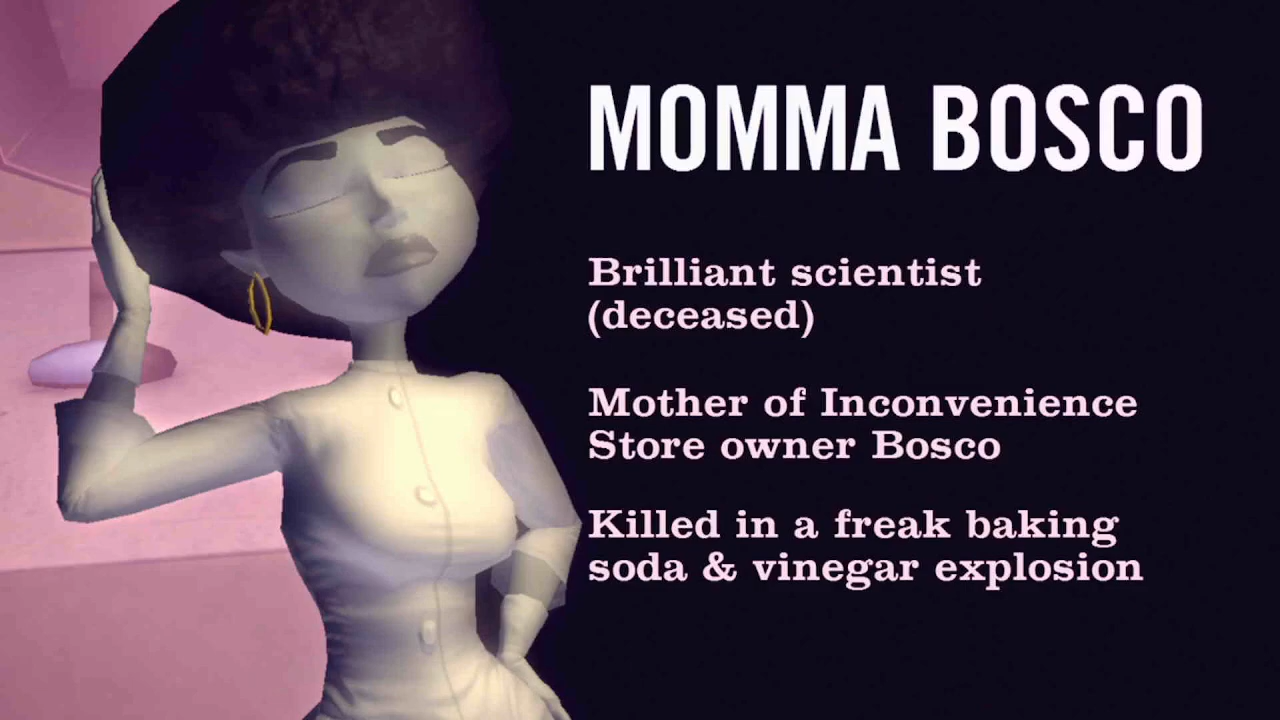 MOMMA BOSCO
Brilliant scientist
(deceased)
Mother of Inconvenience
Store owner Bosco
Killed in a freak baking
soda & vinegar explosion